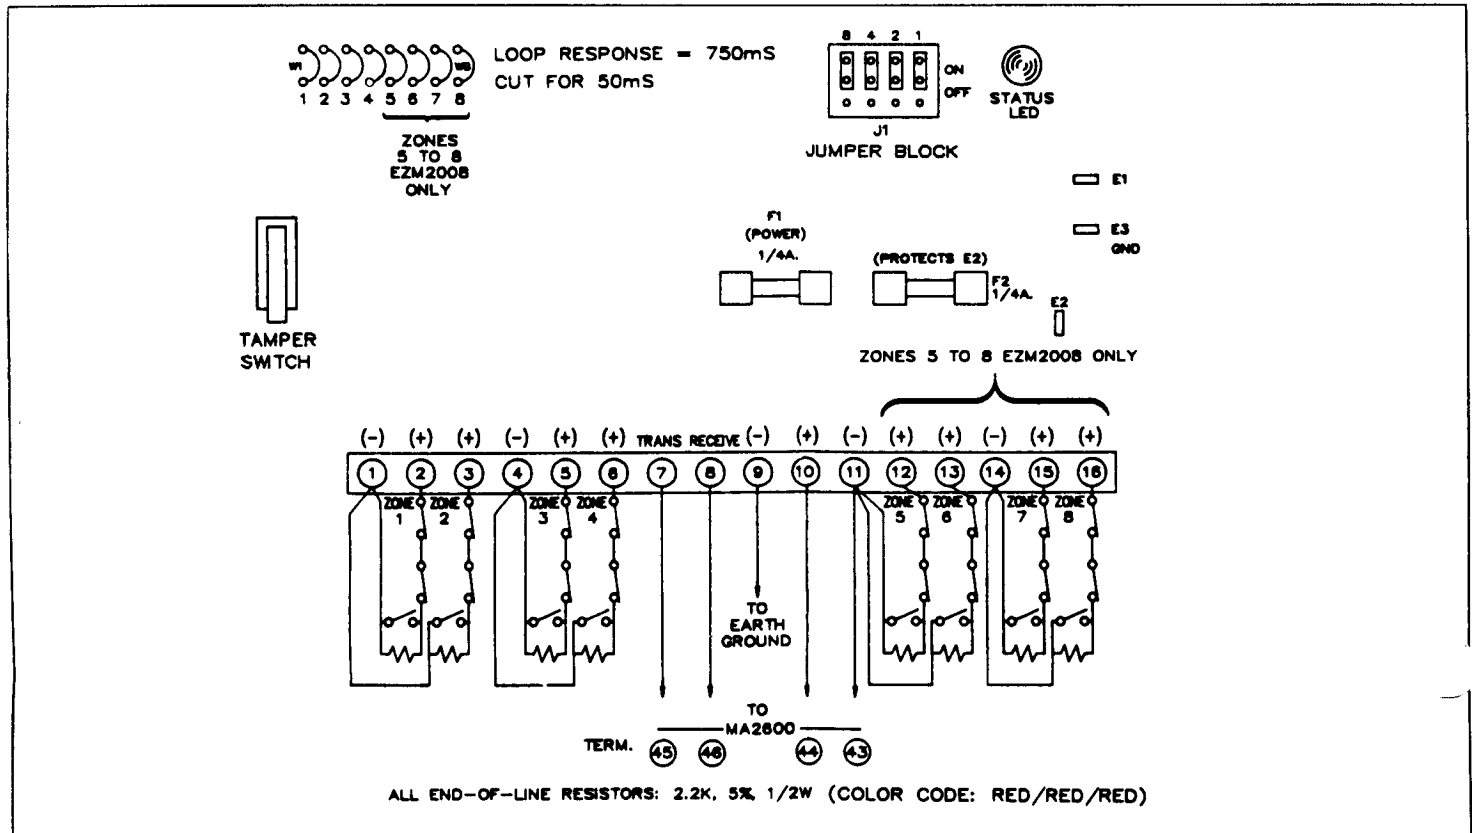 LOOP RESPONSE = 750mS
CUT FOR 50mS
W1 W8
1 2 3 4 5 6 7 8
ZONES
5 TO 8
EZM2008
ONLY
8 4 2 1
ON
OFF
J1
JUMPER BLOCK
STATUS
LED
E1
E3
GND
F1
(POWER)
1/4A.
(PROTECTS E2)
F2
1/4A.
E2
TAMPER
SWITCH
ZONES 5 TO 8 EZM2008 ONLY
(-) (+) (+) (-) (+) (+) TRANS RECEIVE (-) (+) (-) (+) (+) (-) (+) (+)
1 2 3 4 5 6 7 8 9 10 11 12 13 14 15 16
ZONE 1 ZONE 2 ZONE 3 ZONE 4 ZONE 5 ZONE 6 ZONE 7 ZONE 8
TO
EARTH
GROUND
TO
MA2600
TERM. 45 46 44 43
ALL END-OF-LINE RESISTORS: 2.2K, 5%, 1/2W (COLOR CODE: RED/RED/RED)